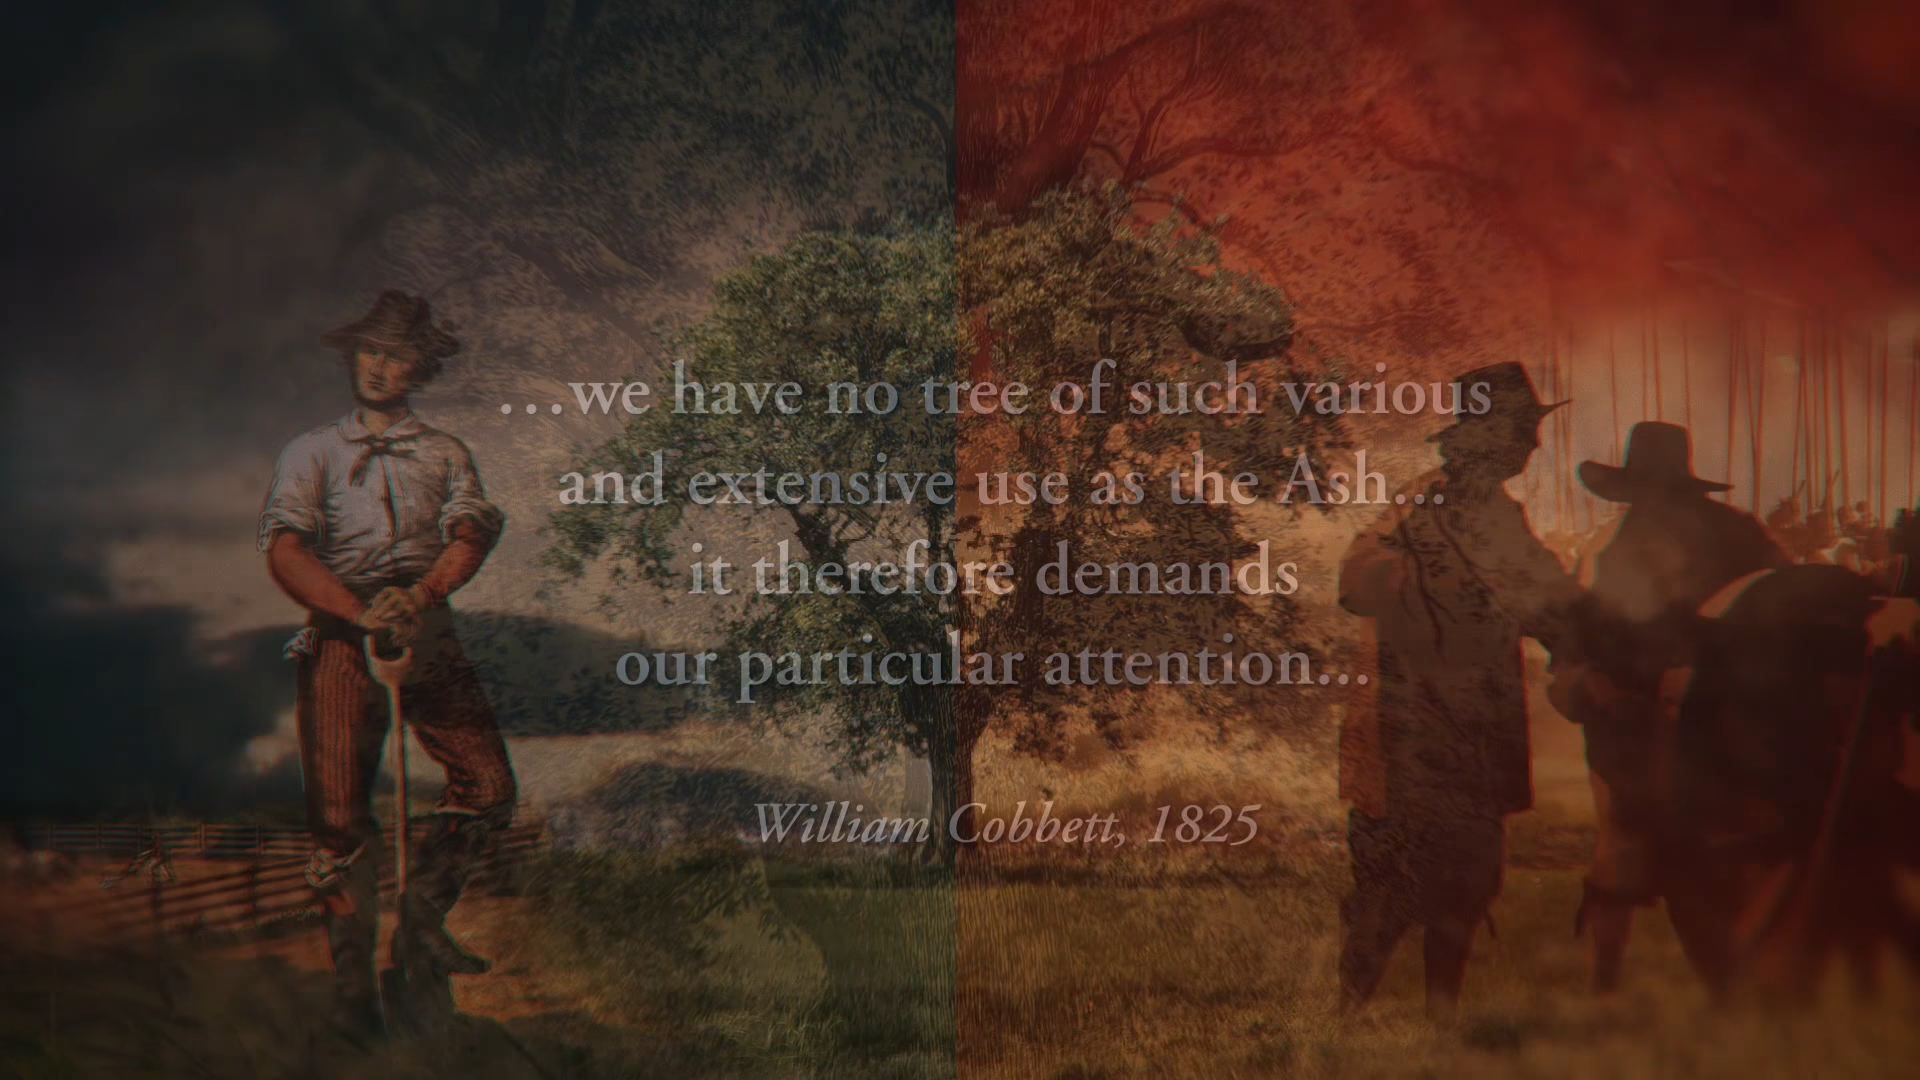 …we have no tree of such various
and extensive use as the Ash…
it therefore demands
our particular attention…
William Cobbett, 1825